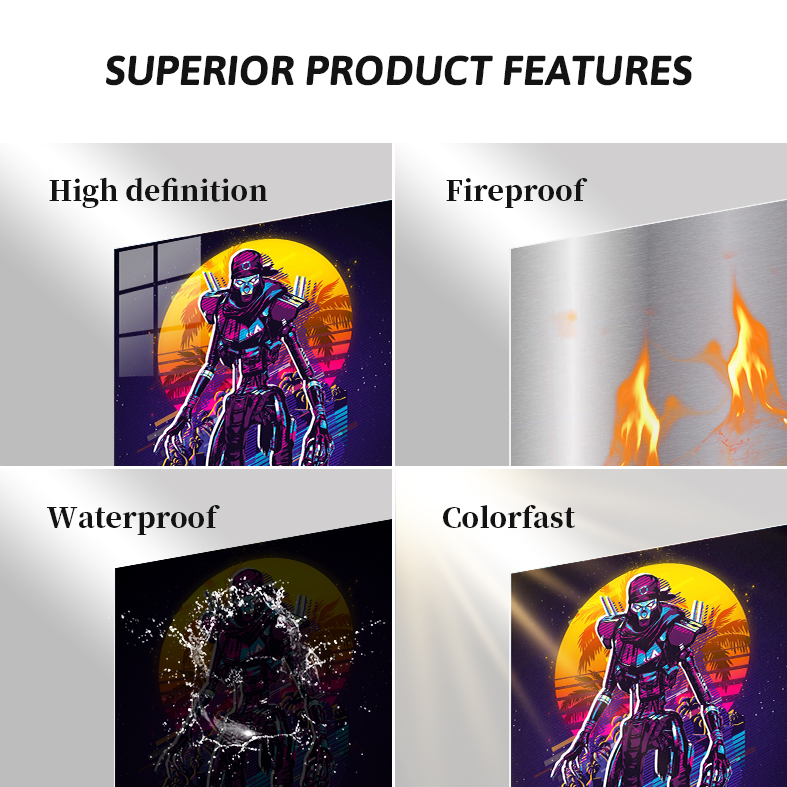 SUPERIOR PRODUCT FEATURES
High definition
Fireproof
Waterproof
Colorfast